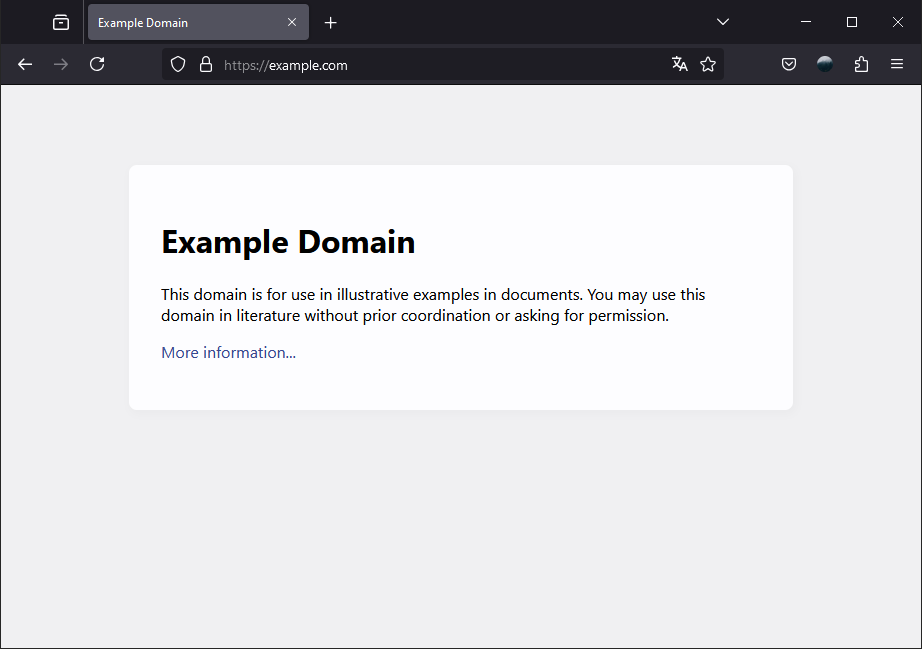 Example Domain
https://example.com
Example Domain
This domain is for use in illustrative examples in documents. You may use this
domain in literature without prior coordination or asking for permission.
More information...